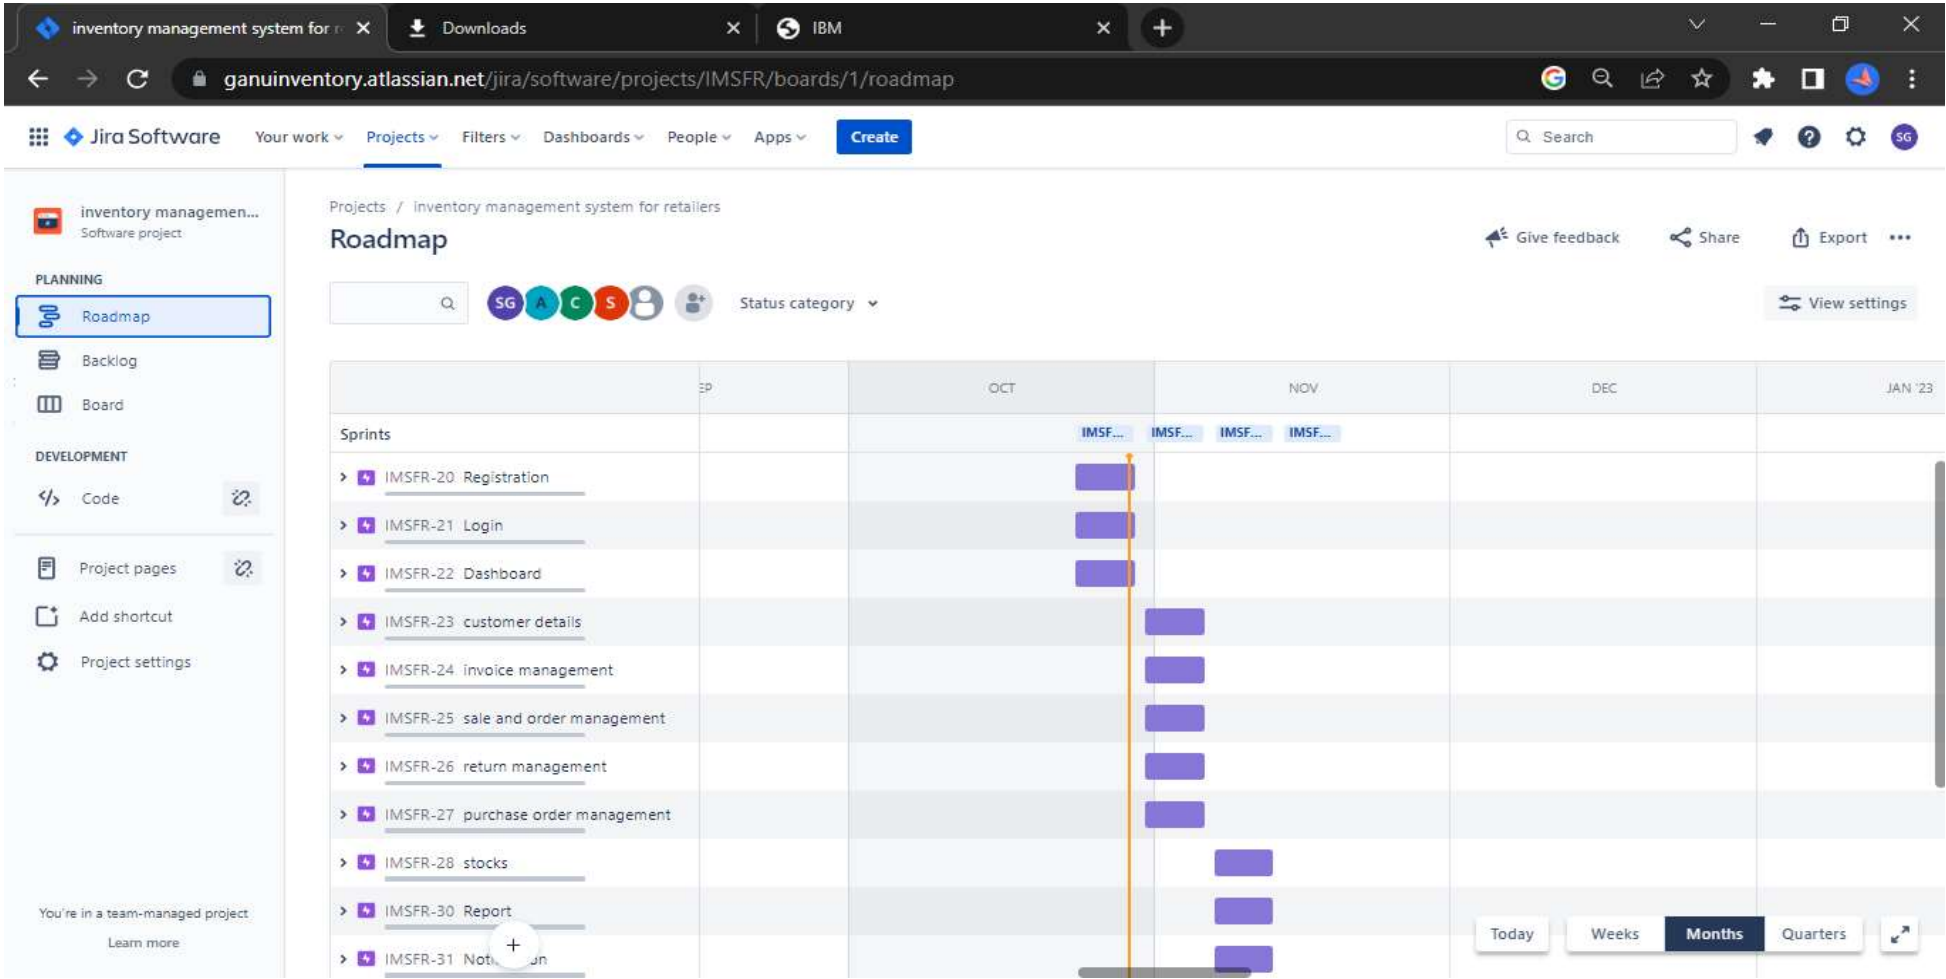 inventory management system for r
Downloads
IBM
ganuinventory.atlassian.net/jira/software/projects/IMSFR/boards/1/roadmap
Jira Software
Your work
Projects
Filters
Dashboards
People
Apps
Create
Search
SG
inventory managemen...
Software project
PLANNING
Roadmap
Backlog
Board
DEVELOPMENT
Code
Project pages
Add shortcut
Project settings
You're in a team-managed project
Learn more
Projects / inventory management system for retailers
Roadmap
Give feedback
Share
Export
SG A C S
Status category
View settings
EP OCT NOV DEC JAN '23
Sprints IMSF... IMSF... IMSF... IMSF...
IMSFR-20 Registration
IMSFR-21 Login
IMSFR-22 Dashboard
IMSFR-23 customer details
IMSFR-24 invoice management
IMSFR-25 sale and order management
IMSFR-26 return management
IMSFR-27 purchase order management
IMSFR-28 stocks
IMSFR-30 Report
IMSFR-31
Today
Weeks
Months
Quarters